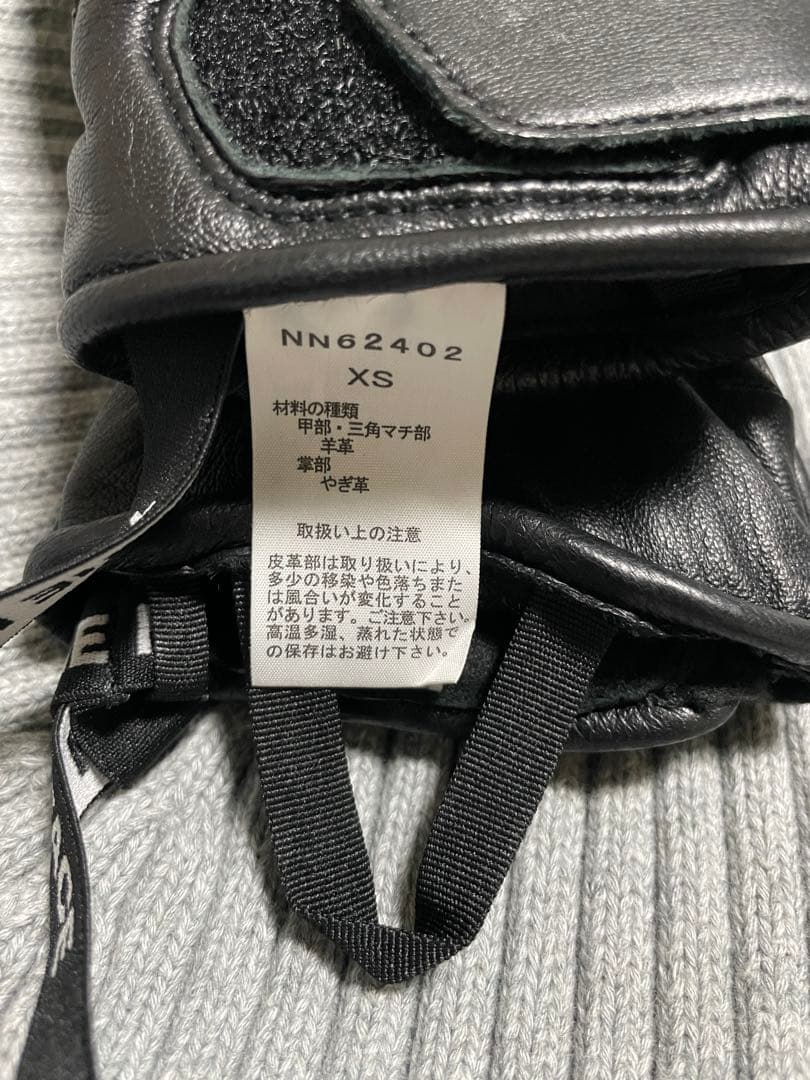 NN62402
XS
材料の種類
甲部・三角マチ部
羊革
掌部
やぎ革
取扱い上の注意
皮革部は取り扱いにより、
多少の移染や色落ちまた
は風合いが変化すること
があります。ご注意下さい。
高温多湿、蒸れた状態で
の保存はお避け下さい。